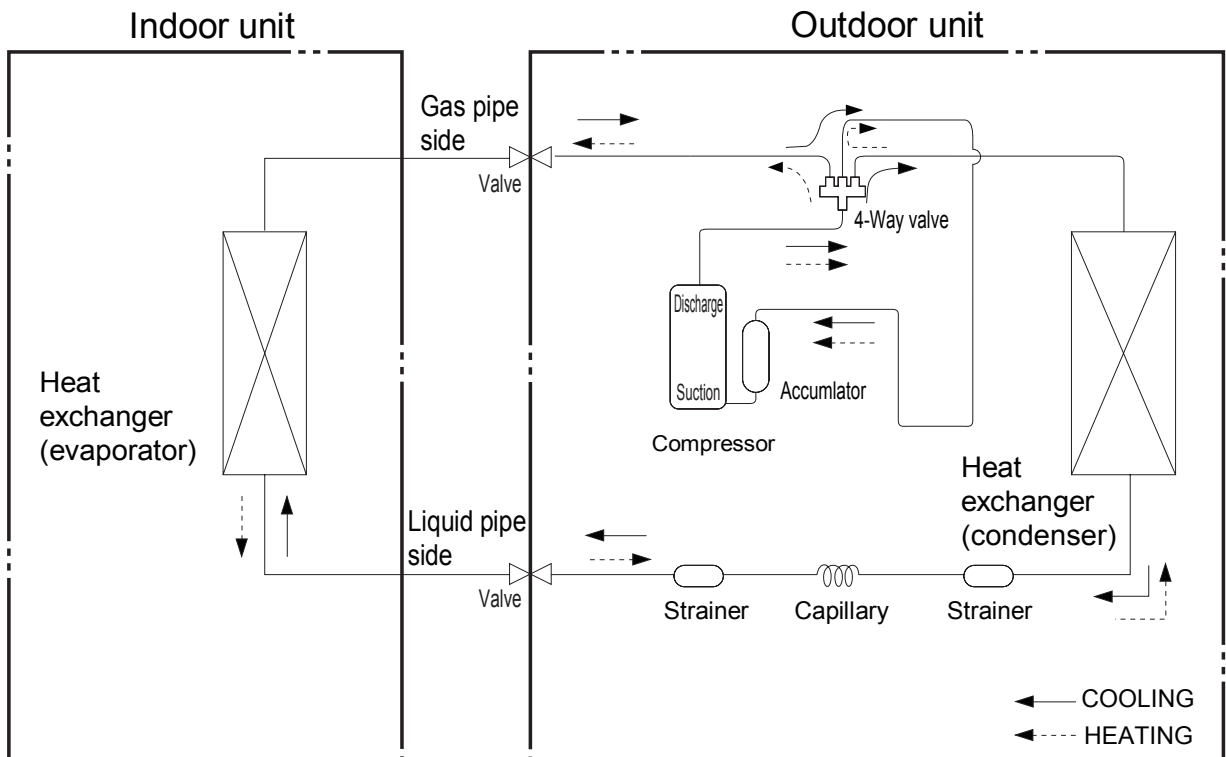 Indoor unit
Outdoor unit
Gas pipe
side
Valve
4-Way valve
Discharge
Suction
Accumlator
Compressor
Heat
exchanger
(evaporator)
Heat
exchanger
(condenser)
Liquid pipe
side
Valve
Strainer
Capillary
Strainer
COOLING
HEATING